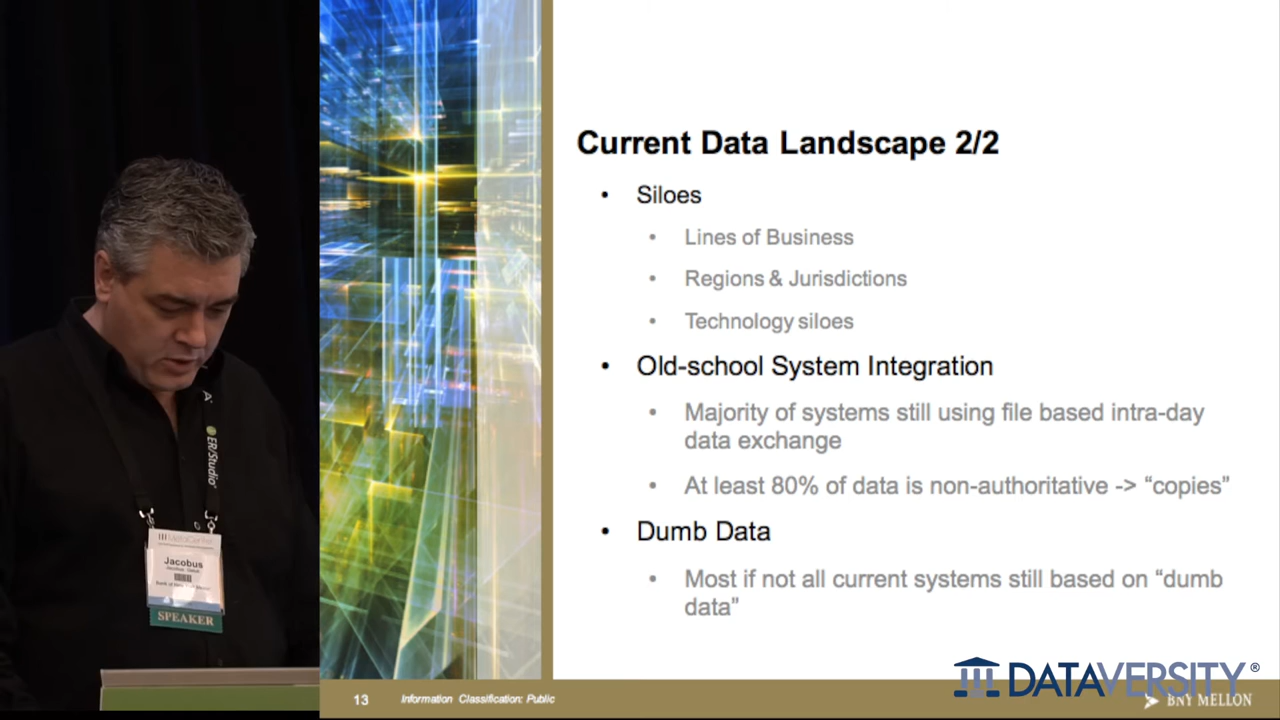 Current Data Landscape 2/2
• Siloes
• Lines of Business
• Regions & Jurisdictions
• Technology siloes
• Old-school System Integration
• Majority of systems still using file based intra-day
data exchange
• At least 80% of data is non-authoritative -> “copies”
• Dumb Data
• Most if not all current systems still based on “dumb
data”
ER/Studio
Jacobus
SPEAKER
DATAVERSITY®
13
Information Classification: Public
BNY MELLON